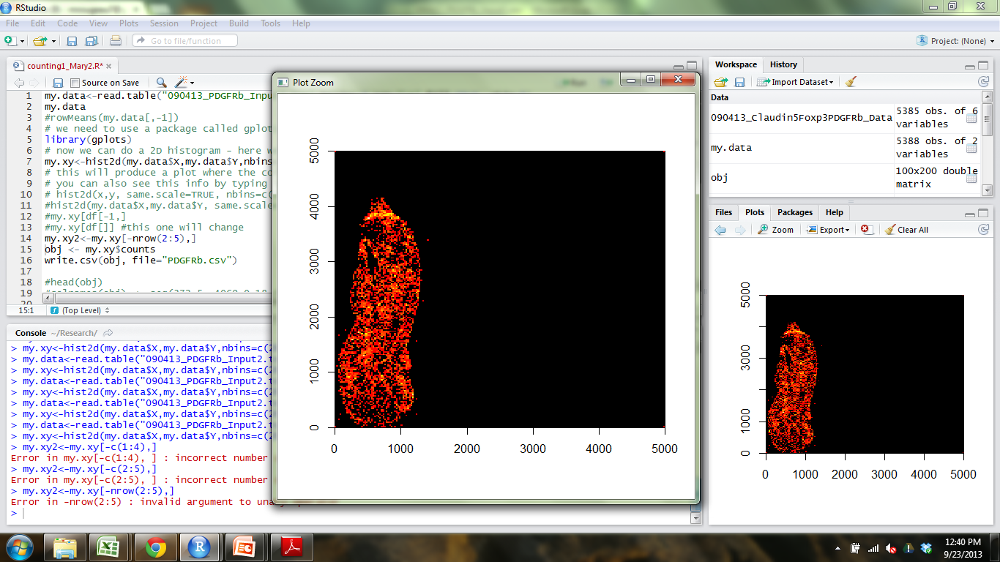 RStudio
File Edit Code View Plots Session Project Build Tools Help
Go to file/function
Project: (None)
counting1_Mary2.R*
Source on Save
1 my.data<-read.table("090413_PDGFRb_Inpu
2 my.data
3 #rowMeans(my.data[,-1])
4 # we need to use a package called gplot
5 library(gplots)
6 # now we can do a 2D histogram - here w
7 my.xy<-hist2d(my.data$X,my.data$Y,nbins
8 # this will produce a plot where the co
9 # you can also see this info by typing
10 # hist2d(x,y, same.scale=TRUE, nbins=c(
11 #hist2d(my.data$X,my.data$Y, same.scale
12 #my.xy[df[-1,]
13 #my.xy[df[]] #this one will change
14 my.xy2<-my.xy[-nrow(2:5),]
15 obj <- my.xy$counts
16 write.csv(obj, file="PDGFRb.csv")
17
18 #head(obj)
19
20
15:1 (Top Level)
Console ~/Research/
> my.xy<-hist2d(my.data$X,my.data$Y,nbins=c(2
> my.data<-read.table("090413_PDGFRb_Input2.t
> my.xy<-hist2d(my.data$X,my.data$Y,nbins=c(2
> my.data<-read.table("090413_PDGFRb_Input2.t
> my.xy<-hist2d(my.data$X,my.data$Y,nbins=c(2
> my.data<-read.table("090413_PDGFRb_Input2.t
> my.xy<-hist2d(my.data$X,my.data$Y,nbins=c(2
> my.data<-read.table("090413_PDGFRb_Input2.t
> my.xy<-hist2d(my.data$X,my.data$Y,nbins=c(2
> my.xy2<-my.xy[-c(1:4),]
Error in my.xy[-c(1:4), ] : incorrect number
> my.xy2<-my.xy[-c(2:5),]
Error in my.xy[-c(2:5), ] : incorrect number
> my.xy2<-my.xy[-nrow(2:5),]
Error in -nrow(2:5) : invalid argument to
>
Plot Zoom
5000
4000
3000
2000
1000
0
0 1000 2000 3000 4000 5000
Workspace History
Import Dataset
Data
090413_Claudin5Foxp3PDGFRb_Data 5385 obs. of 6 variables
my.data 5388 obs. of 2 variables
obj 100x200 double matrix
Files Plots Packages Help
Zoom Export Clear All
5000
3000
1000
0
0 1000 2000 3000 4000 5000
12:40 PM
9/23/2013